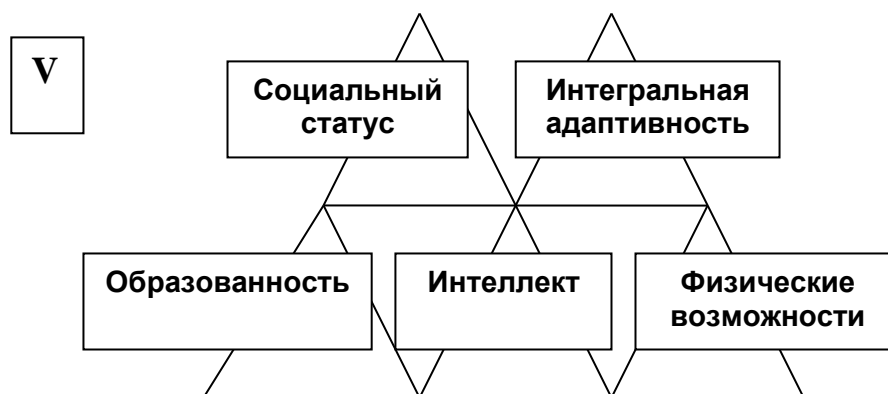 V
Социальный
статус
Интегральная
адаптивность
Образованность
Интеллект
Физические
возможности